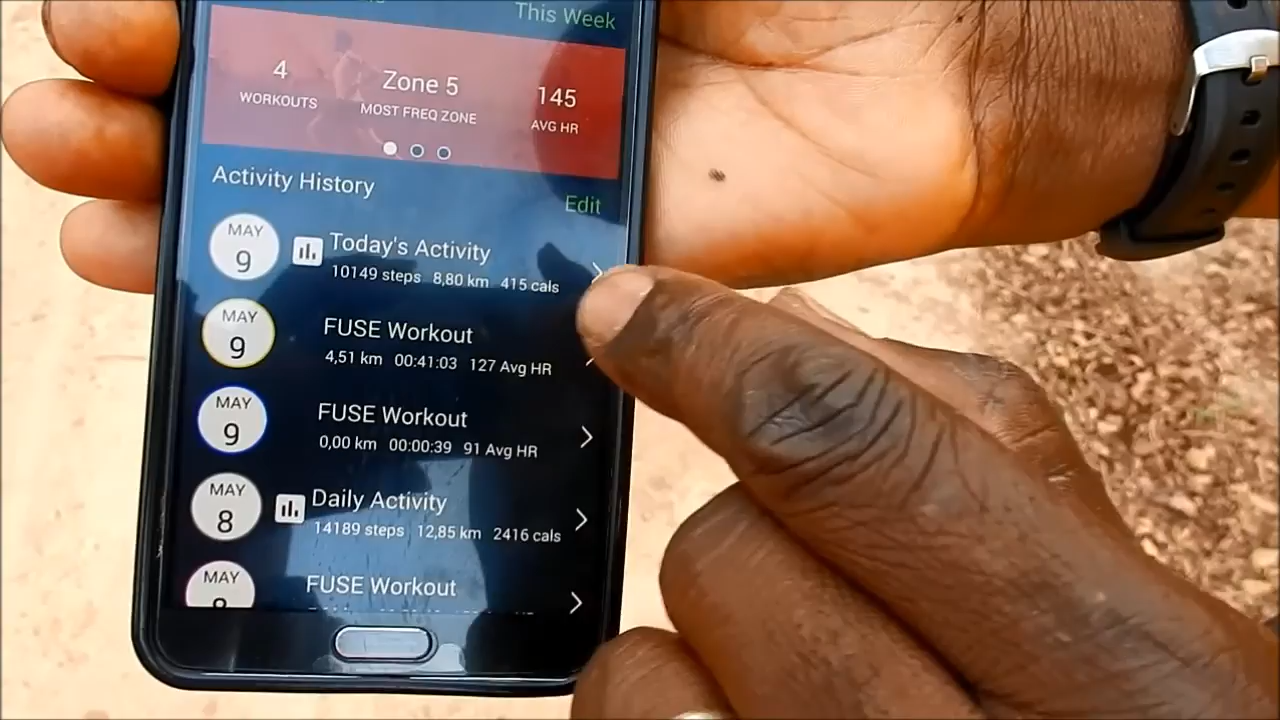 This Week
4 Zone 5 145
WORKOUTS MOST FREQ ZONE AVG HR
Activity History
Edit
MAY 9 Today's Activity
10149 steps 8,80 km 415 cals
MAY 9 FUSE Workout
4,51 km 00:41:03 127 Avg HR
MAY 9 FUSE Workout
0,00 km 00:00:39 91 Avg HR
MAY 8 Daily Activity
14189 steps 12,85 km 2416 cals
MAY FUSE Workout